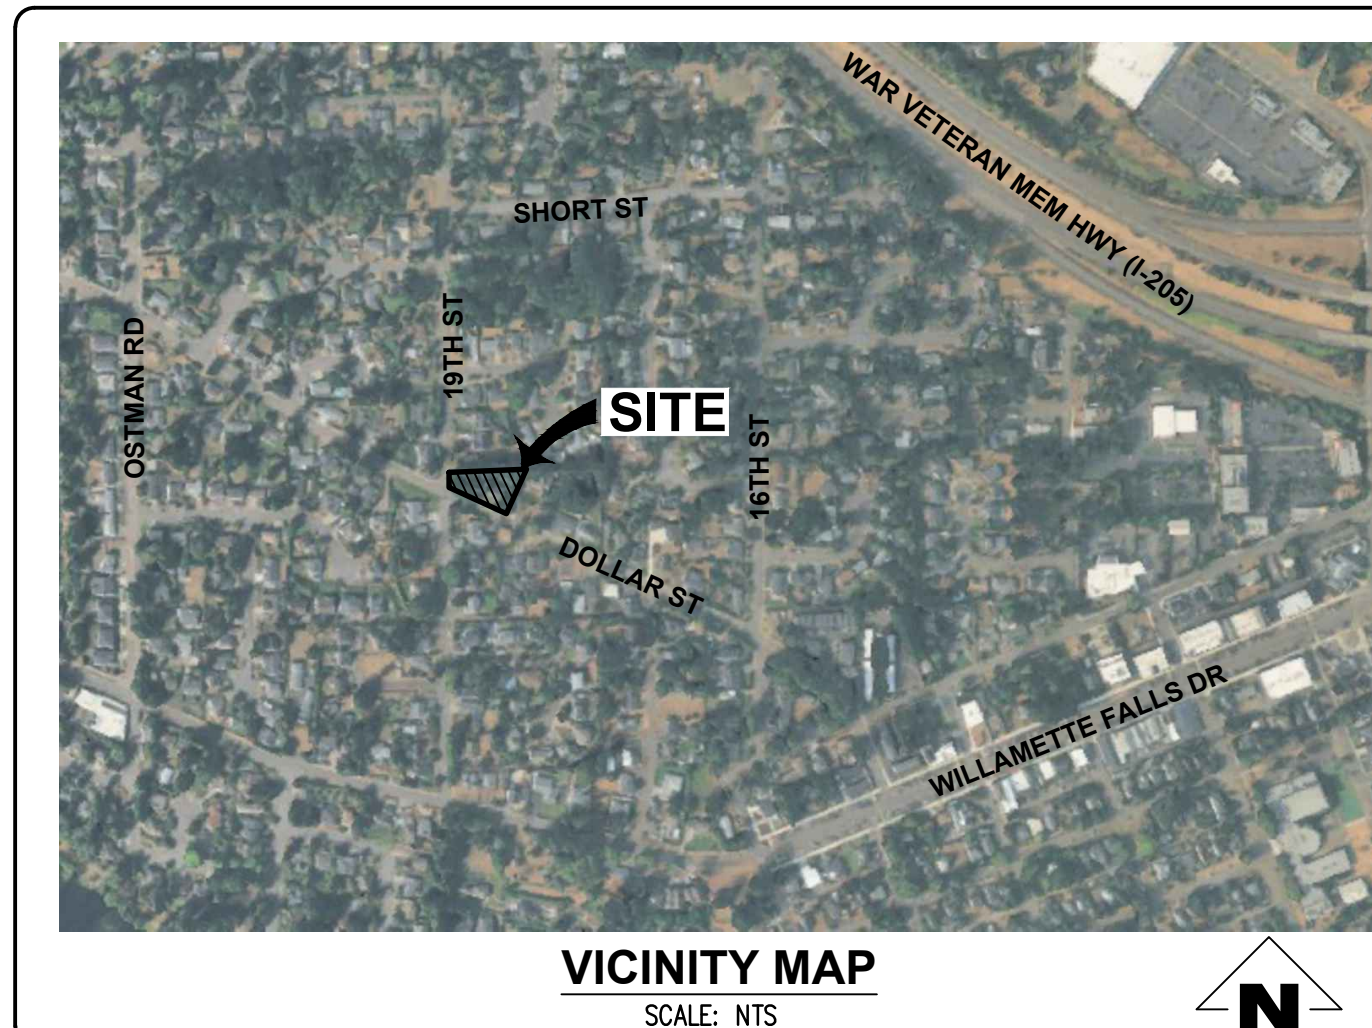 WAR VETERAN MEM HWY (I-205)
SHORT ST
19TH ST
OSTMAN RD
SITE
16TH ST
DOLLAR ST
WILLAMETTE FALLS DR
VICINITY MAP
SCALE: NTS
N